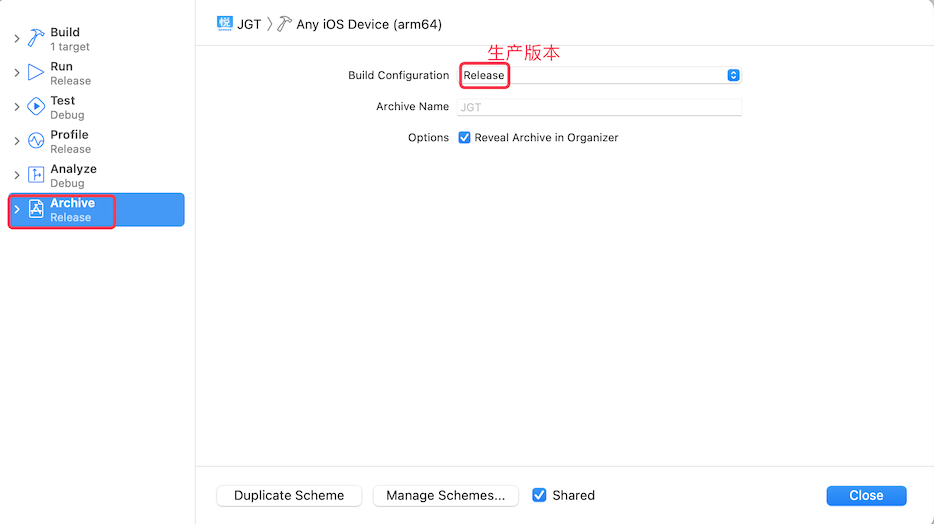 Build
1 target
Run
Release
Test
Debug
Profile
Release
Analyze
Debug
Archive
Release
悦 JGT 〉 Any iOS Device (arm64)
生产版本
Build Configuration Release
Archive Name JGT
Options Reveal Archive in Organizer
Duplicate Scheme Manage Schemes... Shared Close